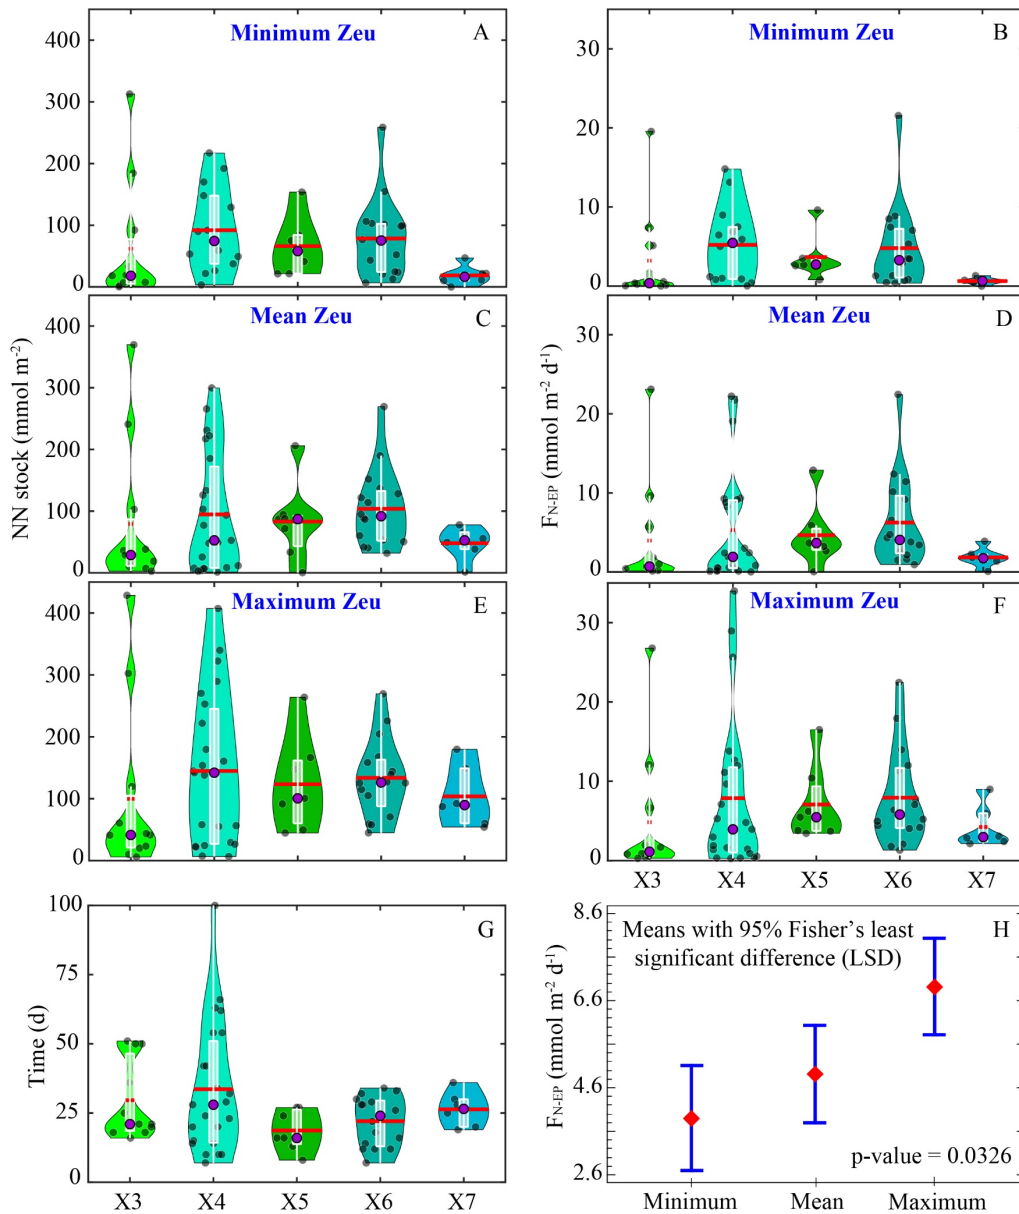 400
Minimum Zeu
A
300
200
100
0
Minimum Zeu
B
30
20
10
0
NN stock (mmol m-2)
400
Mean Zeu
C
300
200
100
0
FN-EP (mmol m-2 d-1)
Mean Zeu
D
30
20
10
0
400
Maximum Zeu
E
300
200
100
0
Maximum Zeu
F
30
20
10
0
X3 X4 X5 X6 X7
Time (d)
100
G
75
50
25
0
X3 X4 X5 X6 X7
FN-EP (mmol m-2 d-1)
8.6
Means with 95% Fisher’s least
H
significant difference (LSD)
6.6
4.6
2.6
p-value = 0.0326
Minimum Mean Maximum